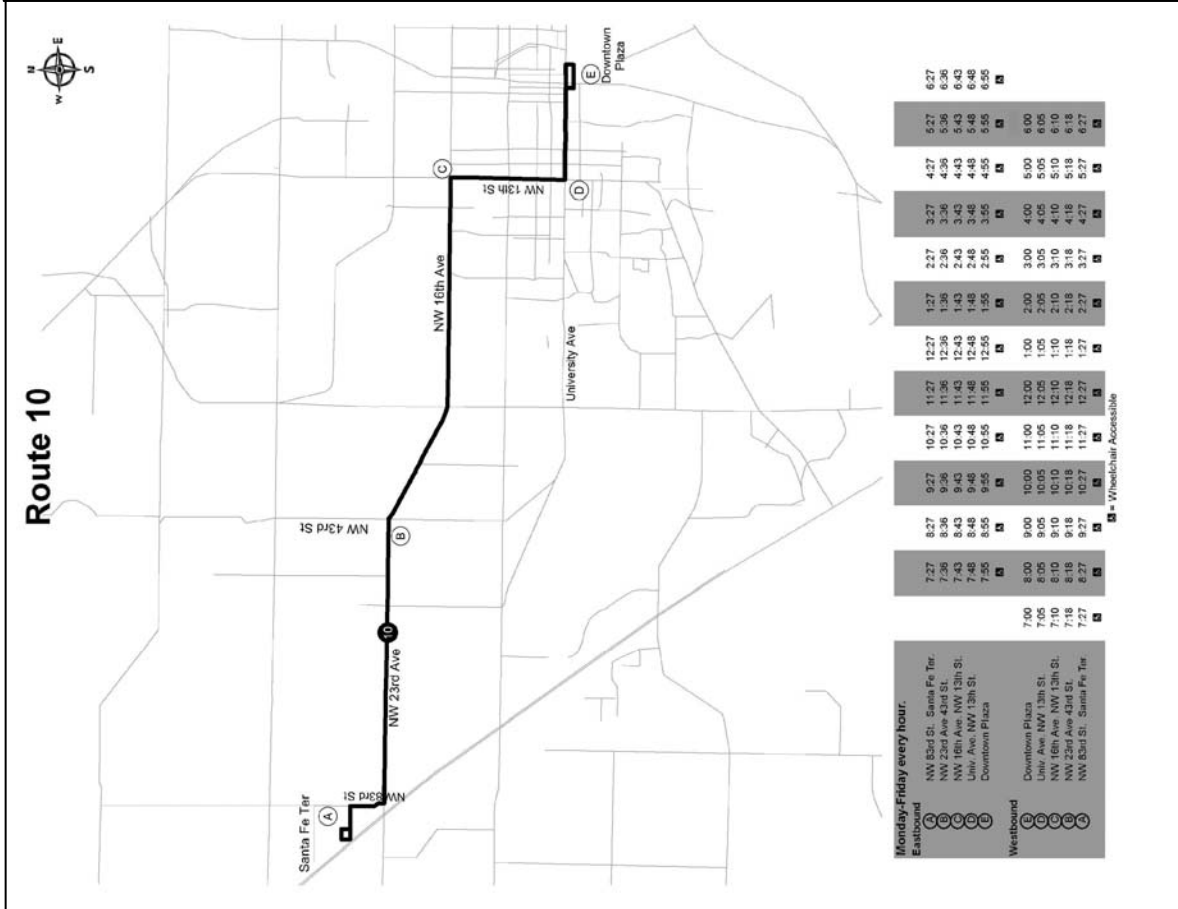 Route 10
N
E
S
W
Santa Fe Ter
A
NW 83rd St
NW 23rd Ave
10
B
NW 43rd St
NW 16th Ave
C
NW 13th St
University Ave
D
E
Downtown
Plaza
Monday-Friday every hour.
Eastbound
A NW 83rd St. Santa Fe Ter. 7:27 8:27 9:27 10:27 11:27 12:27 1:27 2:27 3:27 4:27 5:27 6:27
B NW 23rd Ave 43rd St. 7:36 8:36 9:36 10:36 11:36 12:36 1:36 2:36 3:36 4:36 5:36 6:36
C NW 16th Ave. NW 13th St. 7:43 8:43 9:43 10:43 11:43 12:43 1:43 2:43 3:43 4:43 5:43 6:43
D Univ. Ave. NW 13th St. 7:48 8:48 9:48 10:48 11:48 12:48 1:48 2:48 3:48 4:48 5:48 6:48
E Downtown Plaza 7:55 8:55 9:55 10:55 11:55 12:55 1:55 2:55 3:55 4:55 5:55 6:55
Westbound
E Downtown Plaza 7:00 8:00 9:00 10:00 11:00 12:00 1:00 2:00 3:00 4:00 5:00 6:00
D Univ. Ave. NW 13th St. 7:05 8:05 9:05 10:05 11:05 12:05 1:05 2:05 3:05 4:05 5:05 6:05
C NW 16th Ave. NW 13th St. 7:10 8:10 9:10 10:10 11:10 12:10 1:10 2:10 3:10 4:10 5:10 6:10
B NW 23rd Ave 43rd St. 7:18 8:18 9:18 10:18 11:18 12:18 1:18 2:18 3:18 4:18 5:18 6:18
A NW 83rd St. Santa Fe Ter. 7:27 8:27 9:27 10:27 11:27 12:27 1:27 2:27 3:27 4:27 5:27 6:27
= Wheelchair Accessible